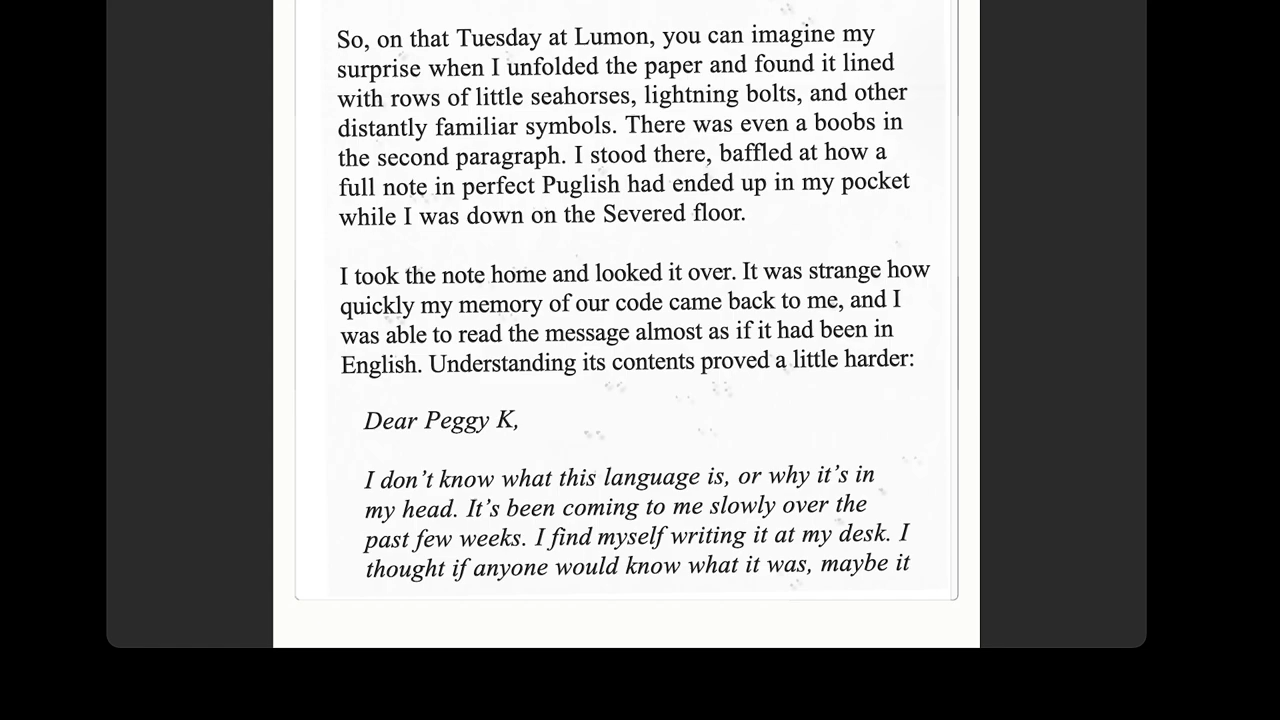 So, on that Tuesday at Lumon, you can imagine my
surprise when I unfolded the paper and found it lined
with rows of little seahorses, lightning bolts, and other
distantly familiar symbols. There was even a boobs in
the second paragraph. I stood there, baffled at how a
full note in perfect Puglish had ended up in my pocket
while I was down on the Severed floor.
I took the note home and looked it over. It was strange how
quickly my memory of our code came back to me, and I
was able to read the message almost as if it had been in
English. Understanding its contents proved a little harder:
Dear Peggy K,
I don’t know what this language is, or why it’s in
my head. It’s been coming to me slowly over the
past few weeks. I find myself writing it at my desk. I
thought if anyone would know what it was, maybe it